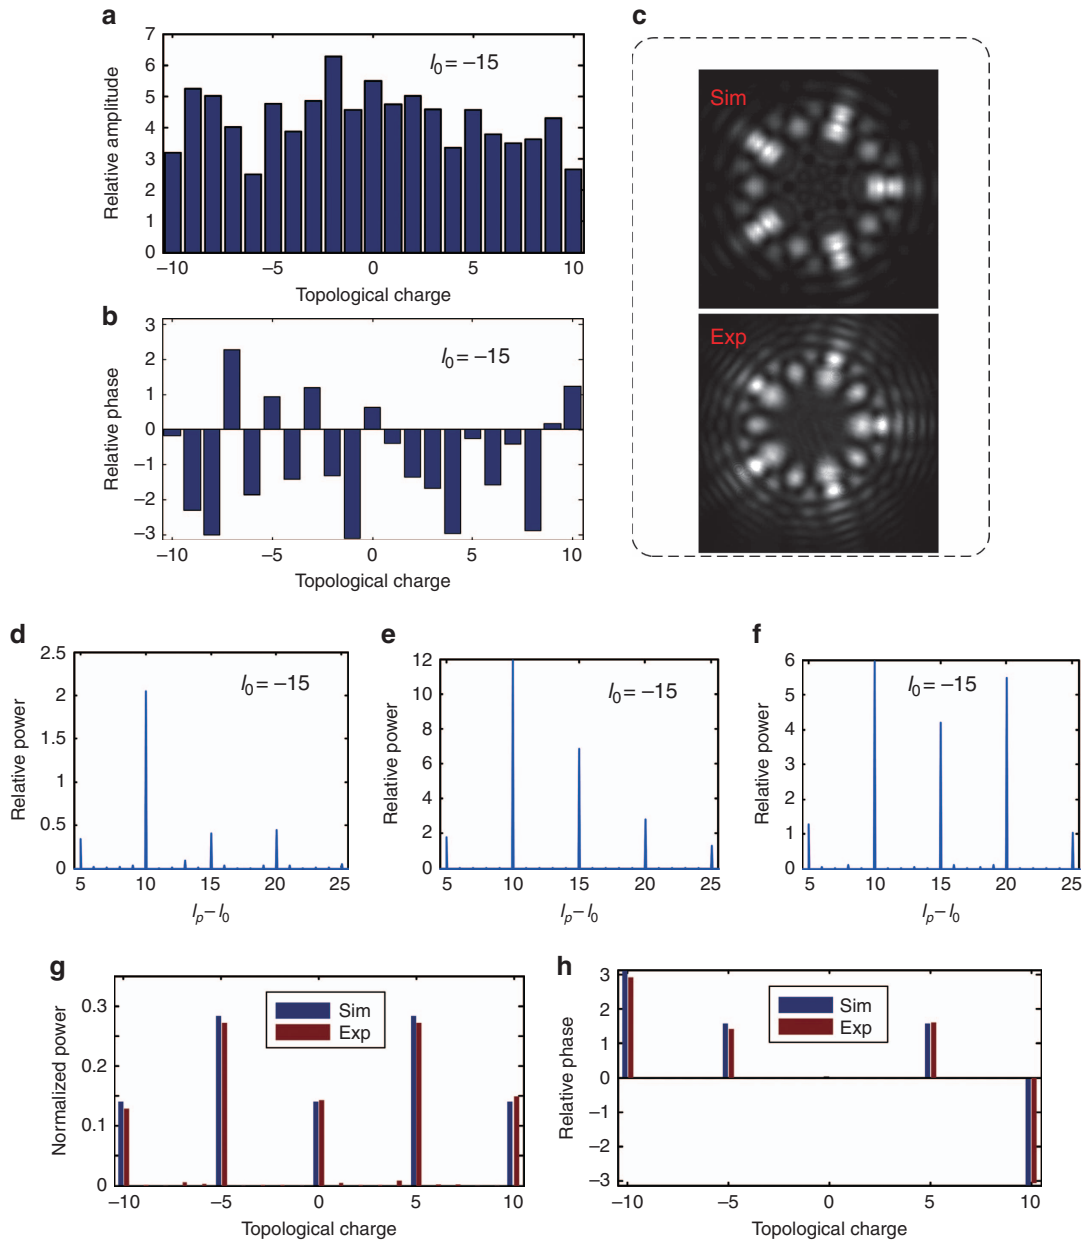 a
7
6
5
4
3
2
1
0
Relative amplitude
l0 = −15
−10 −5 0 5 10
Topological charge
b
3
2
1
0
−1
−2
−3
Relative phase
l0 = −15
−10 −5 0 5 10
Topological charge
c
Sim
Exp
d
2.5
2
1.5
1
0.5
0
Relative power
l0 = −15
5 10 15 20 25
lp − l0
e
12
10
8
6
4
2
0
Relative power
l0 = −15
5 10 15 20 25
lp − l0
f
6
5
4
3
2
1
0
Relative power
l0 = −15
5 10 15 20 25
lp − l0
g
0.3
0.2
0.1
0
Normalized power
Sim
Exp
−10 −5 0 5 10
Topological charge
h
3
2
1
0
−1
−2
−3
Relative phase
Sim
Exp
−10 −5 0 5 10
Topological charge